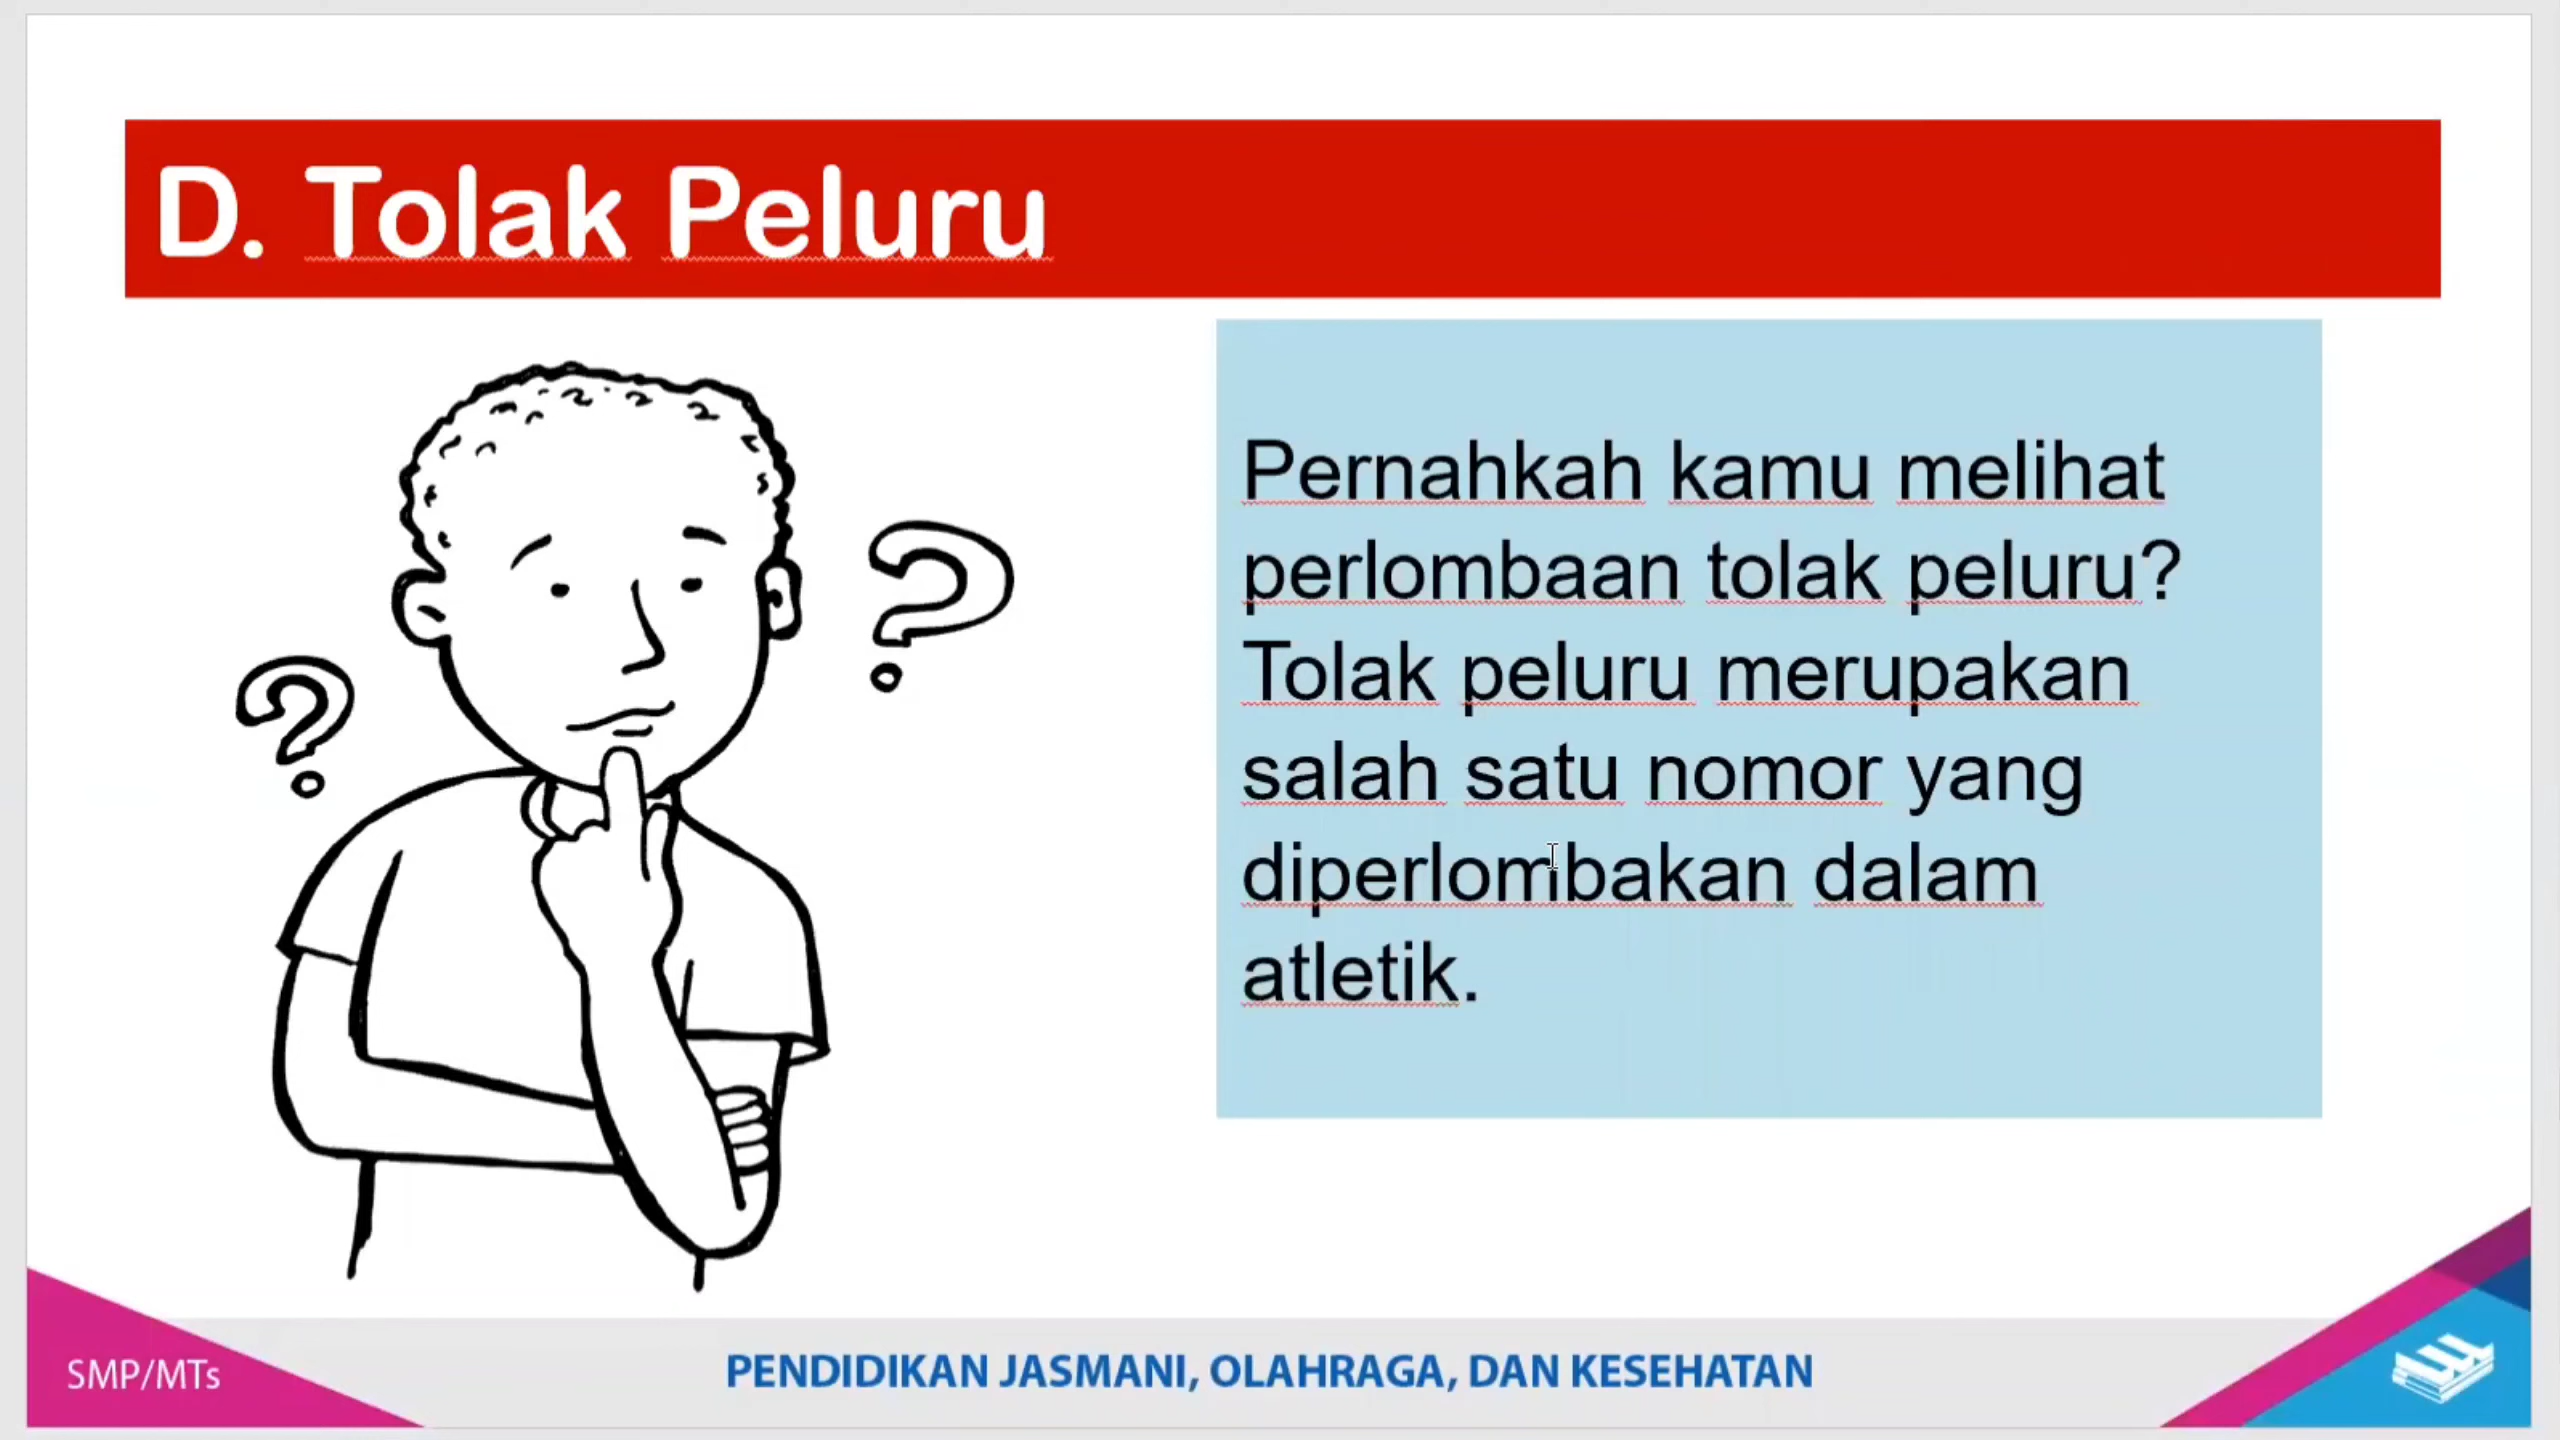 D. Tolak Peluru
Pernahkah kamu melihat
perlombaan tolak peluru?
Tolak peluru merupakan
salah satu nomor yang
diperlombakan dalam
atletik.
?
?
SMP/MTs
PENDIDIKAN JASMANI, OLAHRAGA, DAN KESEHATAN